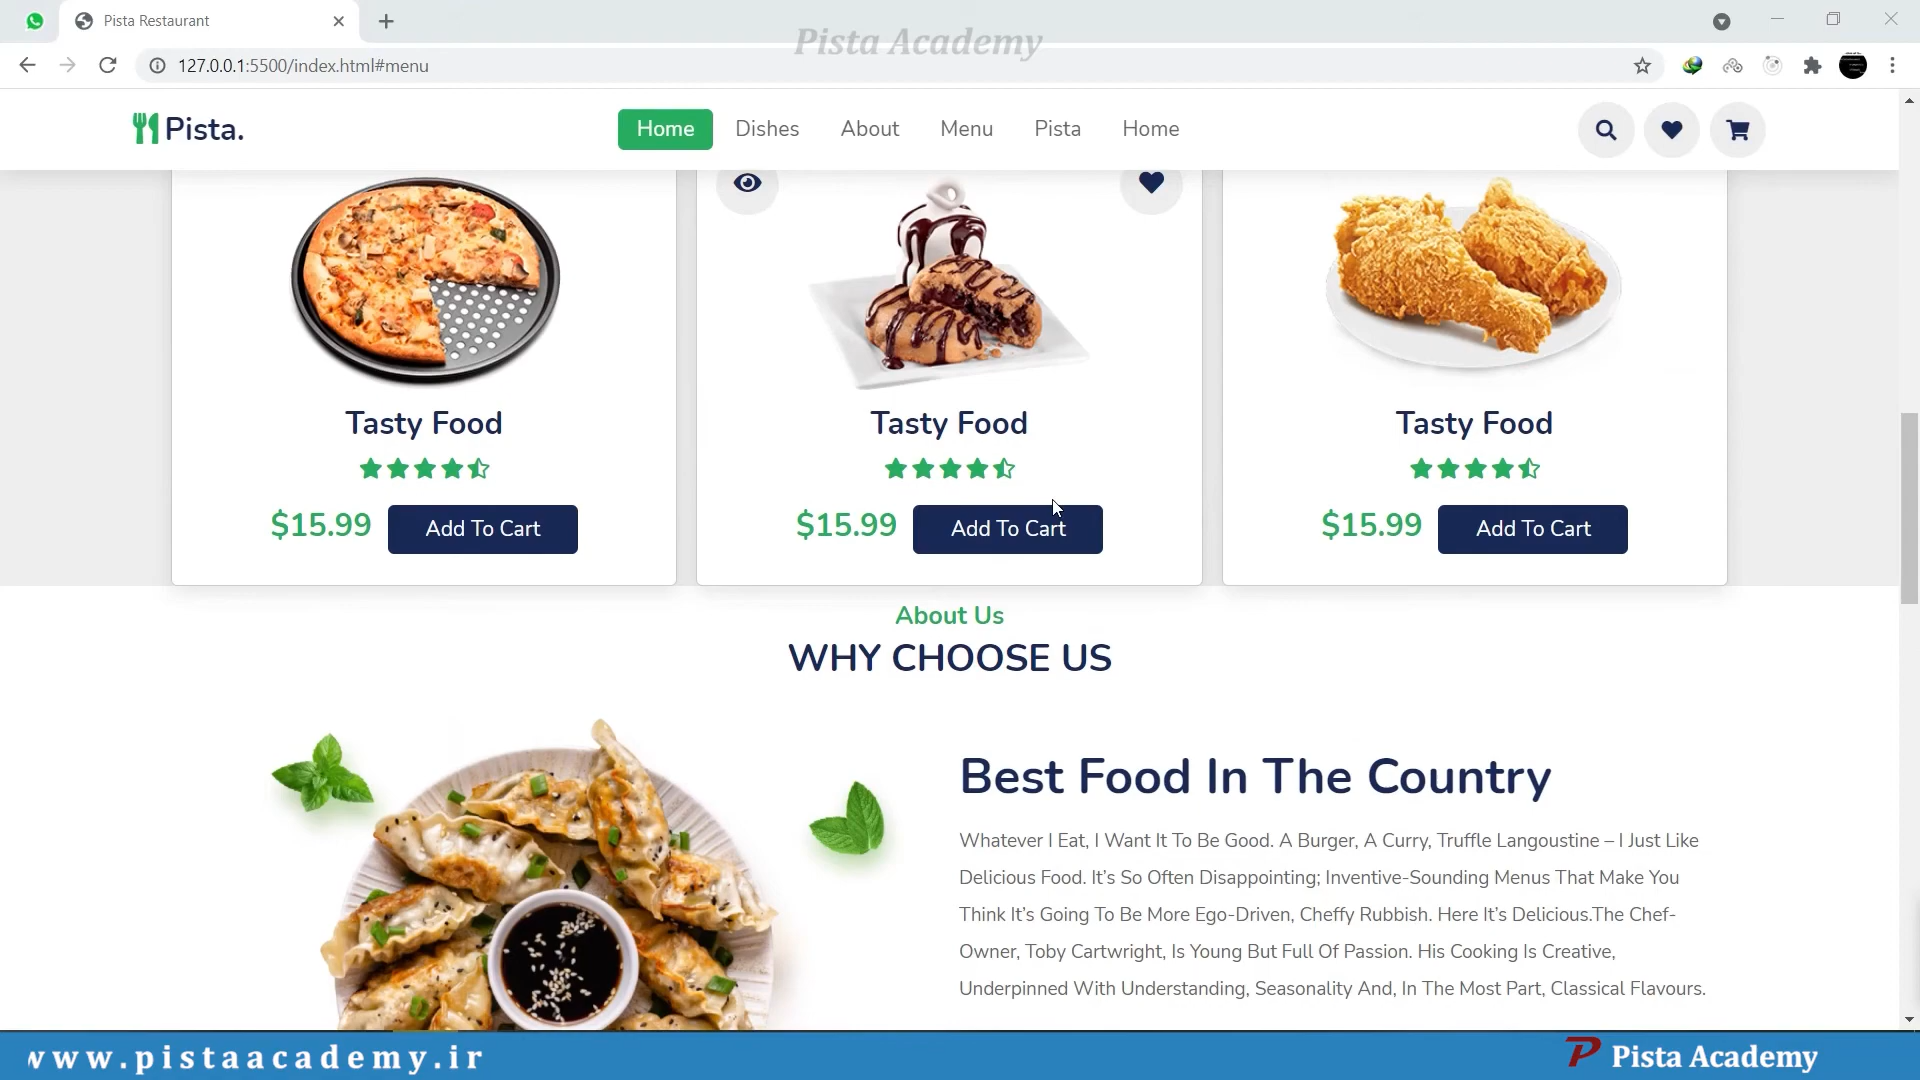 Pista Restaurant
Pista Academy
127.0.0.1:5500/index.html#menu
Pista.
Home Dishes About Menu Pista Home
Tasty Food Tasty Food Tasty Food
$15.99 Add To Cart $15.99 Add To Cart $15.99 Add To Cart
About Us
WHY CHOOSE US
Best Food In The Country
Whatever I Eat, I Want It To Be Good. A Burger, A Curry, Truffle Langoustine – I Just Like
Delicious Food. It’s So Often Disappointing; Inventive-Sounding Menus That Make You
Think It’s Going To Be More Ego-Driven, Cheffy Rubbish. Here It’s Delicious.The Chef-
Owner, Toby Cartwright, Is Young But Full Of Passion. His Cooking Is Creative,
Underpinned With Understanding, Seasonality And, In The Most Part, Classical Flavours.
www.pistaacademy.ir P Pista Academy